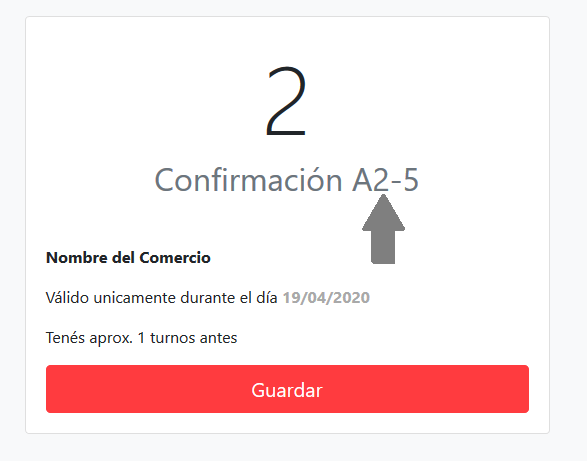 2
Confirmación A2-5
Nombre del Comercio
Válido unicamente durante el día 19/04/2020
Tenés aprox. 1 turnos antes
Guardar